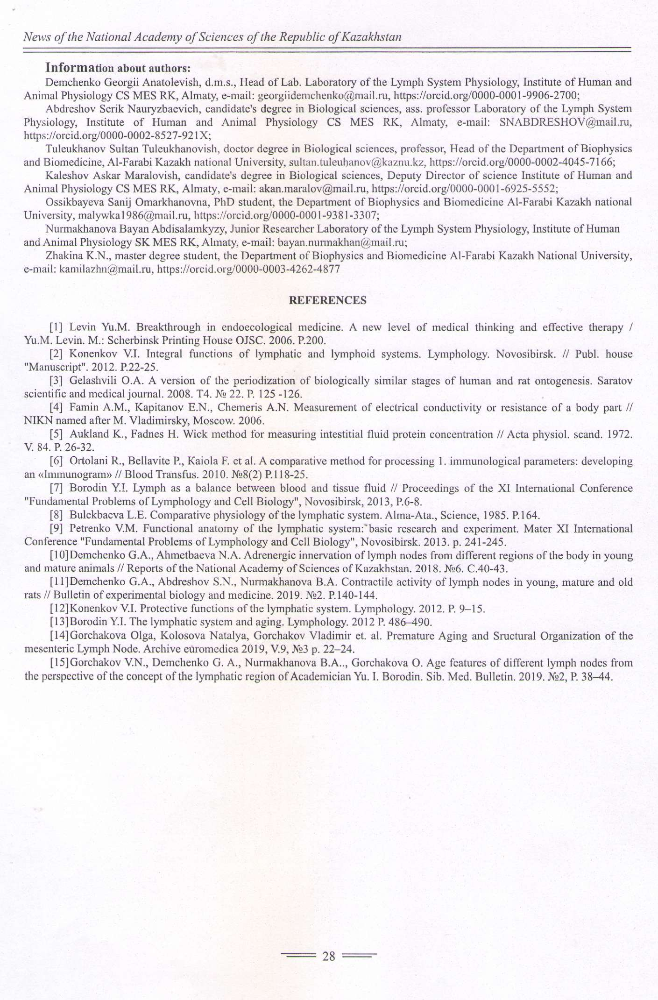 News of the National Academy of Sciences of the Republic of Kazakhstan
Information about authors:
Demchenko Georgii Anatolevish, d.m.s., Head of Lab. Laboratory of the Lymph System Physiology, Institute of Human and
Animal Physiology CS MES RK, Almaty, e-mail: georgiidemchenko@mail.ru, https://orcid.org/0000-0001-9906-2700;
Abdreshov Serik Nauryzbaevich, candidate's degree in Biological sciences, ass. professor Laboratory of the Lymph System
Physiology, Institute of Human and Animal Physiology CS MES RK, Almaty, e-mail: SNABDRESHOV@mail.ru,
https://orcid.org/0000-0002-8527-921X;
Tuleukhanov Sultan Tuleukhanovish, doctor degree in Biological sciences, professor, Head of the Department of Biophysics
and Biomedicine, Al-Farabi Kazakh national University, sultan.tuleuhanov@kaznu.kz, https://orcid.org/0000-0002-4045-7166;
Kaleshov Askar Maralovish, candidate's degree in Biological sciences, Deputy Director of science Institute of Human and
Animal Physiology CS MES RK, Almaty, e-mail: akan.maralov@mail.ru, https://orcid.org/0000-0001-6925-5552;
Ossikbayeva Sanij Omarkhanovna, PhD student, the Department of Biophysics and Biomedicine Al-Farabi Kazakh national
University, malywka1986@mail.ru, https://orcid.org/0000-0001-9381-3307;
Nurmakhanova Bayan Abdisalamkyzy, Junior Researcher Laboratory of the Lymph System Physiology, Institute of Human
and Animal Physiology SK MES RK, Almaty, e-mail: bayan.nurmakhan@mail.ru;
Zhakina K.N., master degree student, the Department of Biophysics and Biomedicine Al-Farabi Kazakh National University,
e-mail: kamilazhn@mail.ru, https://orcid.org/0000-0003-4262-4877
REFERENCES
[1] Levin Yu.M. Breakthrough in endoecological medicine. A new level of medical thinking and effective therapy /
Yu.M. Levin. M.: Scherbinsk Printing House OJSC. 2006. P.200.
[2] Konenkov V.I. Integral functions of lymphatic and lymphoid systems. Lymphology. Novosibirsk. // Publ. house
"Manuscript". 2012. P.22-25.
[3] Gelashvili O.A. A version of the periodization of biologically similar stages of human and rat ontogenesis. Saratov
scientific and medical journal. 2008. T4. № 22. P. 125 -126.
[4] Famin A.M., Kapitanov E.N., Chemeris A.N. Measurement of electrical conductivity or resistance of a body part //
NIKN named after M. Vladimirsky, Moscow. 2006.
[5] Aukland K., Fadnes H. Wick method for measuring intestitial fluid protein concentration // Acta physiol. scand. 1972.
V. 84. P. 26-32.
[6] Ortolani R., Bellavite P., Kaiola F. et al. A comparative method for processing 1. immunological parameters: developing
an «Immunogram» // Blood Transfus. 2010. №8(2) P.118-25.
[7] Borodin Y.I. Lymph as a balance between blood and tissue fluid // Proceedings of the XI International Conference
"Fundamental Problems of Lymphology and Cell Biology", Novosibirsk, 2013, P.6-8.
[8] Bulekbaeva L.E. Comparative physiology of the lymphatic system. Alma-Ata., Science, 1985. P.164.
[9] Petrenko V.M. Functional anatomy of the lymphatic system: basic research and experiment. Mater XI International
Conference "Fundamental Problems of Lymphology and Cell Biology", Novosibirsk. 2013. p. 241-245.
[10]Demchenko G.A., Ahmetbaeva N.A. Adrenergic innervation of lymph nodes from different regions of the body in young
and mature animals // Reports of the National Academy of Sciences of Kazakhstan. 2018. №6. C.40-43.
[11]Demchenko G.A., Abdreshov S.N., Nurmakhanova B.A. Contractile activity of lymph nodes in young, mature and old
rats // Bulletin of experimental biology and medicine. 2019. №2. P.140-144.
[12]Konenkov V.I. Protective functions of the lymphatic system. Lymphology. 2012. P. 9–15.
[13]Borodin Y.I. The lymphatic system and aging. Lymphology. 2012 P. 486–490.
[14]Gorchakova Olga, Kolosova Natalya, Gorchakov Vladimir et. al. Premature Aging and Sructural Organization of the
mesenteric Lymph Node. Archive euromedica 2019, V.9, №3 p. 22–24.
[15]Gorchakov V.N., Demchenko G. A., Nurmakhanova B.A.., Gorchakova O. Age features of different lymph nodes from
the perspective of the concept of the lymphatic region of Academician Yu. I. Borodin. Sib. Med. Bulletin. 2019. №2, P. 38–44.
28